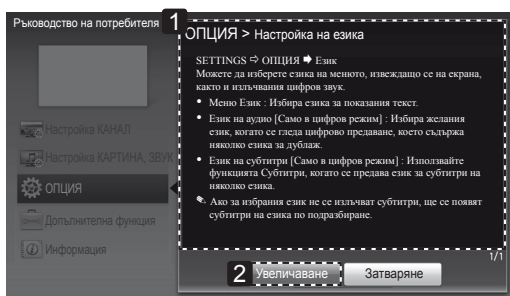 Ръководство на потребителя
1
ОПЦИЯ > Настройка на езика
SETTINGS ⇨ ОПЦИЯ ➡ Език
Можете да изберете езика на менюто, извеждащо се на екрана,
както и излъчвания цифров звук.
• Меню Език : Избира езика за показания текст.
• Език на аудио [Само в цифров режим] : Избира желания
език, когато се гледа цифрово предаване, което съдържа
няколко езика за дублаж.
• Език на субтитри [Само в цифров режим] : Използвайте
функцията Субтитри, когато се предава език за субтитри на
няколко езика.
✎ Ако за избрания език не се излъчват субтитри, ще се появят
субтитри на езика по подразбиране.
Настройка КАНАЛ
Настройка КАРТИНА, ЗВУК
ОПЦИЯ
Допълнителна функция
Информация
1/1
2
Увеличаване
Затваряне